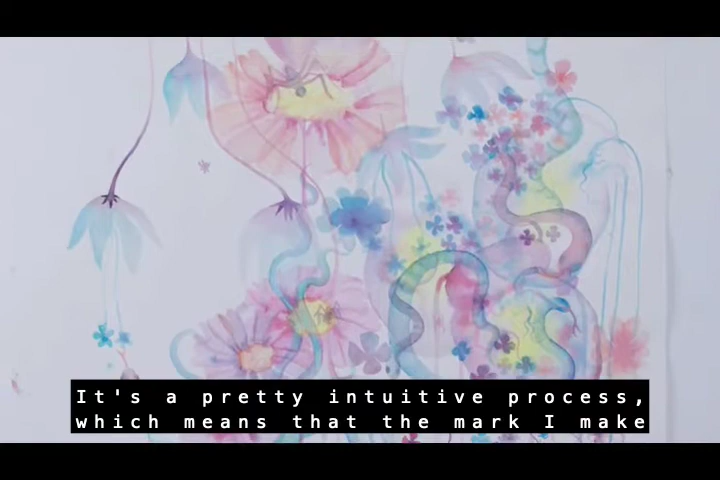 It's a pretty intuitive process,
which means that the mark I make